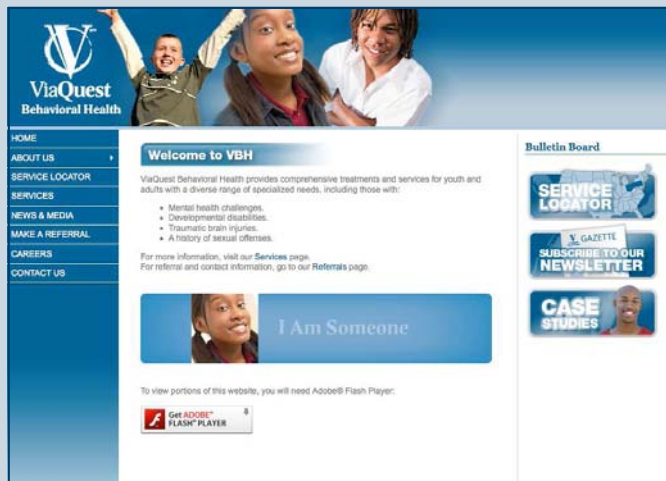 ViaQuest
Behavioral Health
HOME
ABOUT US
SERVICE LOCATOR
SERVICES
NEWS & MEDIA
MAKE A REFERRAL
CAREERS
CONTACT US
Welcome to VBH
ViaQuest Behavioral Health provides comprehensive treatments and services for youth and
adults with a diverse range of specialized needs, including those with:
Mental health challenges.
Developmental disabilities.
Traumatic brain injuries.
A history of sexual offenses.
For more information, visit our Services page.
For referral and contact information, go to our Referrals page.
I Am Someone
To view portions of this website, you will need Adobe® Flash Player:
Get ADOBE®
FLASH® PLAYER
Bulletin Board
SERVICE
LOCATOR
GAZETTE
SUBSCRIBE TO OUR
NEWSLETTER
CASE
STUDIES